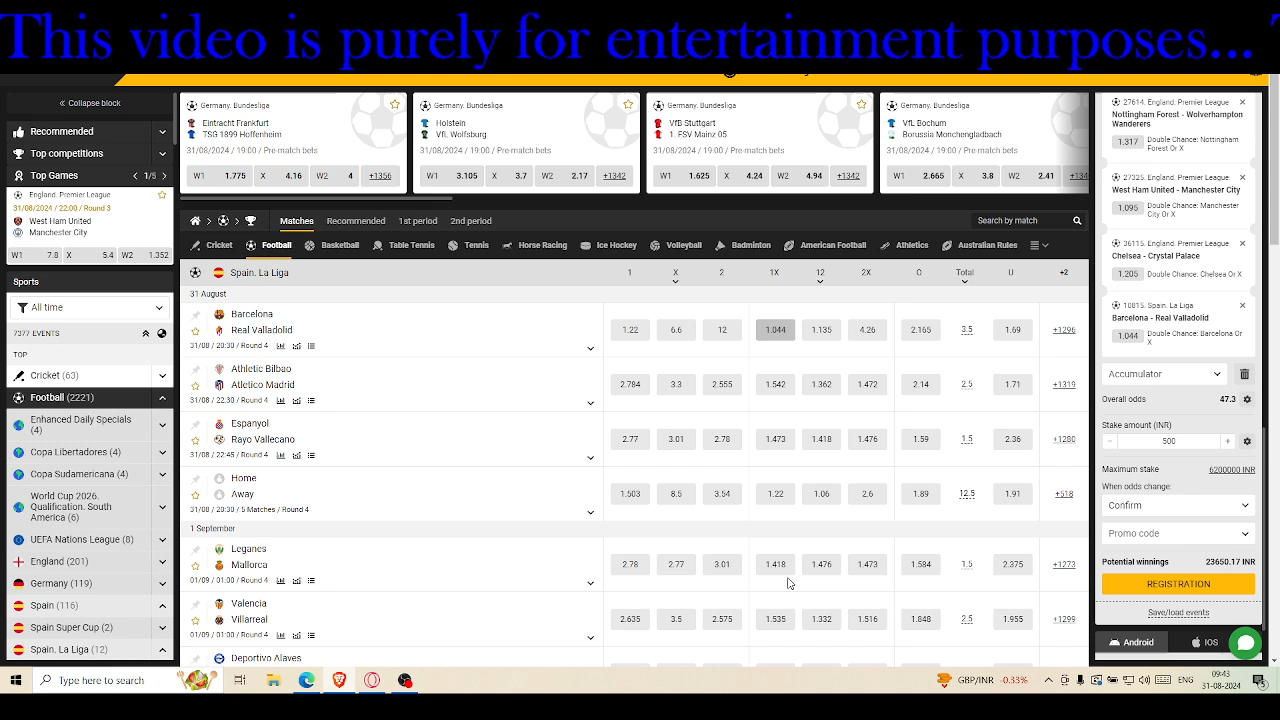 This video is purely for entertainment purposes...
Collapse block
Recommended
Top competitions
Top Games
1/5
England. Premier League
31/08/2024 / 22:00 / Round 3
West Ham United
Manchester City
W1 7.8 X 5.4 W2 1.352
Sports
All time
7377 EVENTS
TOP
Cricket (63)
Football (2221)
Enhanced Daily Specials
(4)
Copa Libertadores (4)
Copa Sudamericana (4)
World Cup 2026.
Qualification. South
America (6)
UEFA Nations League (8)
England (201)
Germany (119)
Spain (116)
Spain Super Cup (2)
Spain. La Liga (12)
Germany. Bundesliga
Eintracht Frankfurt
TSG 1899 Hoffenheim
31/08/2024 / 19:00 / Pre-match bets
W1 1.775 X 4.16 W2 4 +1356
Germany. Bundesliga
Holstein
VfL Wolfsburg
31/08/2024 / 19:00 / Pre-match bets
W1 3.105 X 3.7 W2 2.17 +1342
Germany. Bundesliga
VfB Stuttgart
1. FSV Mainz 05
31/08/2024 / 19:00 / Pre-match bets
W1 1.625 X 4.24 W2 4.94 +1342
Germany. Bundesliga
VfL Bochum
Borussia Monchengladbach
31/08/2024 / 19:00 / Pre-match bets
W1 2.665 X 3.8 W2 2.41
Matches Recommended 1st period 2nd period Search by match
Cricket Football Basketball Table Tennis Tennis Horse Racing Ice Hockey Volleyball Badminton American Football Athletics Australian Rules
Spain. La Liga 1 X 2 1X 12 2X O Total U +2
31 August
Barcelona
Real Valladolid
31/08 / 20:30 / Round 4
1.22 6.6 12 1.044 1.135 4.26 2.165 3.5 1.69 +1296
Athletic Bilbao
Atletico Madrid
31/08 / 22:30 / Round 4
2.784 3.3 2.555 1.542 1.362 1.472 2.14 2.5 1.71 +1319
Espanyol
Rayo Vallecano
31/08 / 22:45 / Round 4
2.77 3.01 2.78 1.473 1.418 1.476 1.59 1.5 2.36 +1280
Home
Away
31/08 / 20:30 / 5 Matches / Round 4
1.503 8.5 3.54 1.22 1.06 2.6 1.89 12.5 1.91 +518
1 September
Leganes
Mallorca
01/09 / 01:00 / Round 4
2.78 2.77 3.01 1.418 1.476 1.473 1.584 1.5 2.375 +1273
Valencia
Villarreal
01/09 / 01:00 / Round 4
2.635 3.5 2.575 1.535 1.332 1.516 1.848 2.5 1.955 +1299
Deportivo Alaves
27614. England. Premier League
Nottingham Forest - Wolverhampton
Wanderers
1.317 Double Chance: Nottingham
Forest Or X
27325. England. Premier League
West Ham United - Manchester City
1.095 Double Chance: Manchester
City Or X
36115. England. Premier League
Chelsea - Crystal Palace
1.205 Double Chance: Chelsea Or X
10815. Spain. La Liga
Barcelona - Real Valladolid
1.044 Double Chance: Barcelona Or
X
Accumulator
Overall odds 47.3
Stake amount (INR)
− 500 +
Maximum stake 6200000 INR
When odds change:
Confirm
Promo code
Potential winnings 23650.17 INR
REGISTRATION
Save/load events
Android iOS
Type here to search
GBP/INR -0.33%
ENG
09:43
31-08-2024